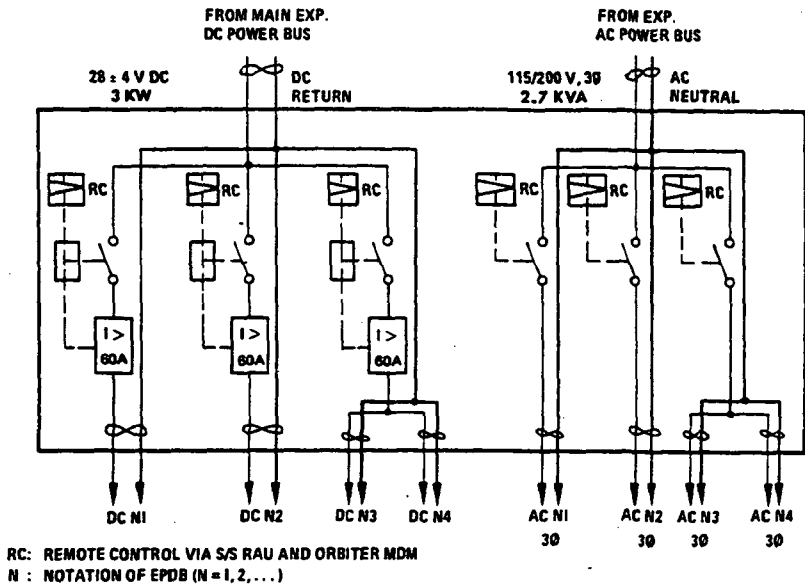 FROM MAIN EXP.
DC POWER BUS
FROM EXP.
AC POWER BUS
28 ± 4 V DC
3 KW
DC
RETURN
115/200 V, 3Ø
2.7 KVA
AC
NEUTRAL
RC
RC
RC
RC
RC
RC
I >
60A
I >
60A
I >
60A
DC N1
DC N2
DC N3
DC N4
AC N1
3Ø
AC N2
3Ø
AC N3
3Ø
AC N4
3Ø
RC: REMOTE CONTROL VIA S/S RAU AND ORBITER MDM
N : NOTATION OF EPDB (N = 1, 2, . . . )